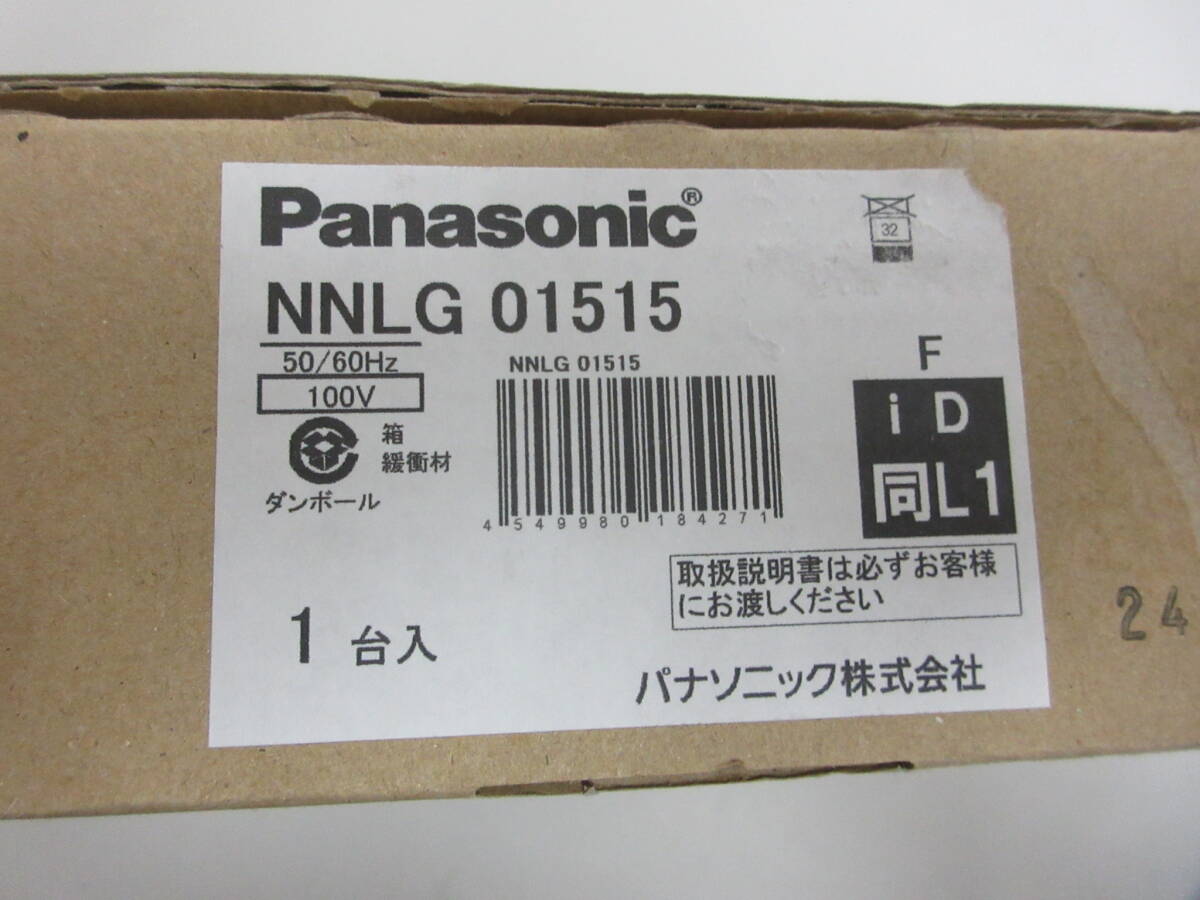 Panasonic®
32
NNLG 01515
50/60Hz
100V
NNLG 01515
F
iD
同L1
箱
緩衝材
ダンボール
4 549980 184271
取扱説明書は必ずお客様
にお渡しください
1 台入
パナソニック株式会社
24